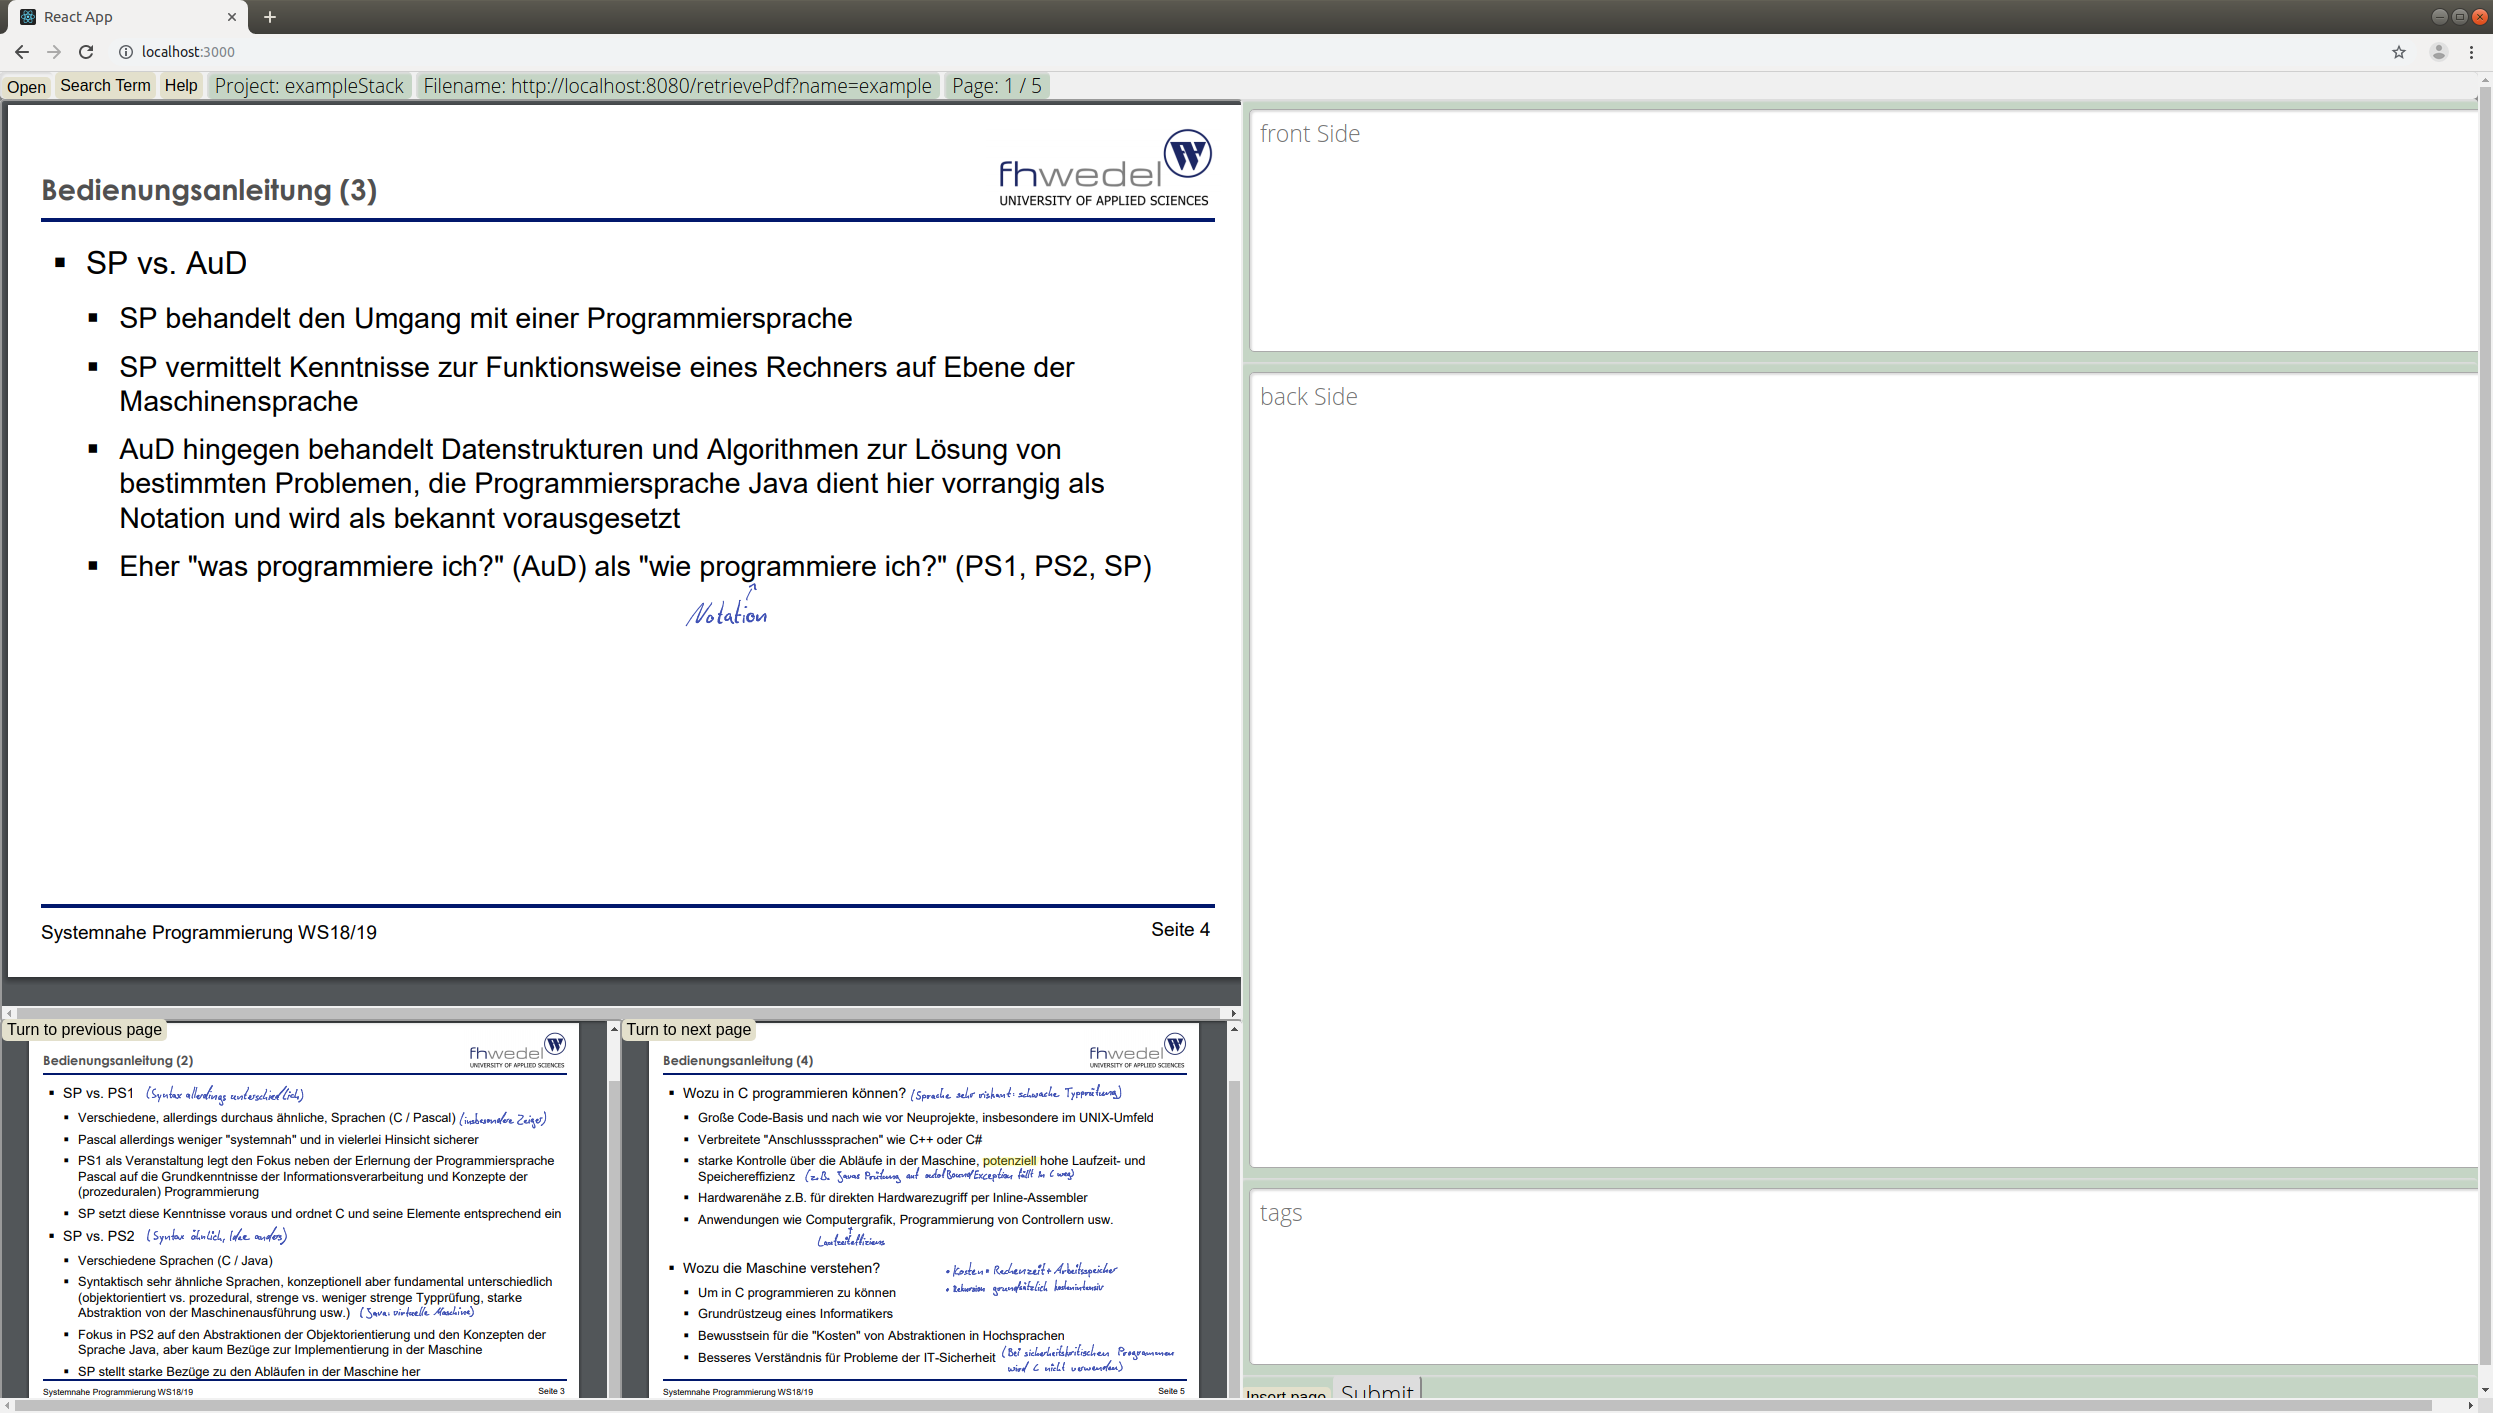 React App
localhost:3000
Open Search Term Help Project: exampleStack Filename: http://localhost:8080/retrievePdf?name=example Page: 1 / 5
fhwedel
UNIVERSITY OF APPLIED SCIENCES
Bedienungsanleitung (3)
SP vs. AuD
SP behandelt den Umgang mit einer Programmiersprache
SP vermittelt Kenntnisse zur Funktionsweise eines Rechners auf Ebene der
Maschinensprache
AuD hingegen behandelt Datenstrukturen und Algorithmen zur Lösung von
bestimmten Problemen, die Programmiersprache Java dient hier vorrangig als
Notation und wird als bekannt vorausgesetzt
Eher "was programmiere ich?" (AuD) als "wie programmiere ich?" (PS1, PS2, SP)
Notation
Systemnahe Programmierung WS18/19
Seite 4
Turn to previous page
fhwedel
UNIVERSITY OF APPLIED SCIENCES
Bedienungsanleitung (2)
SP vs. PS1 (Syntax allerdings unterschiedlich)
Verschiedene, allerdings durchaus ähnliche, Sprachen (C / Pascal) (insbesondere Zeiger)
Pascal allerdings weniger "systemnah" und in vielerlei Hinsicht sicherer
PS1 als Veranstaltung legt den Fokus neben der Erlernung der Programmiersprache
Pascal auf die Grundkenntnisse der Informationsverarbeitung und Konzepte der
(prozeduralen) Programmierung
SP setzt diese Kenntnisse voraus und ordnet C und seine Elemente entsprechend ein
SP vs. PS2 (Syntax ähnlich, Idee anders)
Verschiedene Sprachen (C / Java)
Syntaktisch sehr ähnliche Sprachen, konzeptionell aber fundamental unterschiedlich
(objektorientiert vs. prozedural, strenge vs. weniger strenge Typprüfung, starke
Abstraktion von der Maschinenausführung usw.) (Java: virtuelle Maschine)
Fokus in PS2 auf den Abstraktionen der Objektorientierung und den Konzepten der
Sprache Java, aber kaum Bezüge zur Implementierung in der Maschine
SP stellt starke Bezüge zu den Abläufen in der Maschine her
Systemnahe Programmierung WS18/19
Seite 3
Turn to next page
fhwedel
UNIVERSITY OF APPLIED SCIENCES
Bedienungsanleitung (4)
Wozu in C programmieren können? (Sprache sehr riskant: schwache Typprüfung)
Große Code-Basis und nach wie vor Neuprojekte, insbesondere im UNIX-Umfeld
Verbreitete "Anschlusssprachen" wie C++ oder C#
starke Kontrolle über die Abläufe in der Maschine, potenziell hohe Laufzeit- und
Speichereffizienz (z.B. Javas Prüfung auf outofBoundException fällt in C weg)
Hardwarenähe z.B. für direkten Hardwarezugriff per Inline-Assembler
Anwendungen wie Computergrafik, Programmierung von Controllern usw.
Laufzeiteffizienz
Wozu die Maschine verstehen?
• Kosten = Rechenzeit + Arbeitsspeicher
• Rekursion grundsätzlich kostenintensiv
Um in C programmieren zu können
Grundrüstzeug eines Informatikers
Bewusstsein für die "Kosten" von Abstraktionen in Hochsprachen
Besseres Verständnis für Probleme der IT-Sicherheit (Bei sicherheitskritischen Programmen
wird C nicht verwenden)
Systemnahe Programmierung WS18/19
Seite 5
front Side
back Side
tags
Insert page Submit